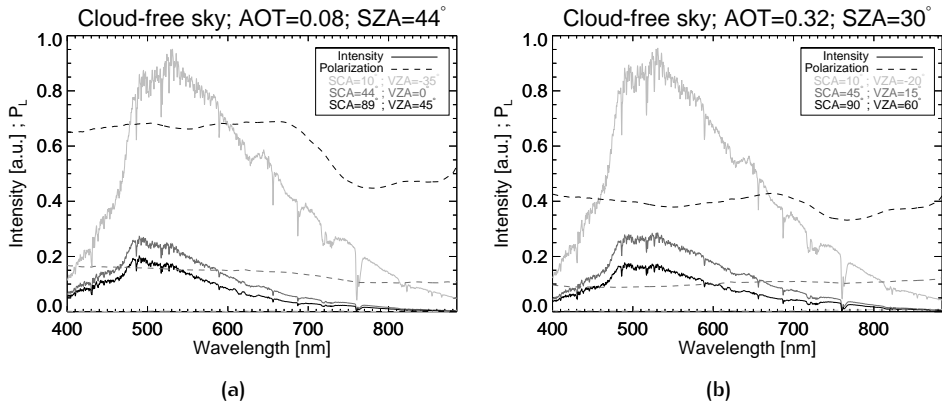 Cloud-free sky; AOT=0.08; SZA=44°
Intensity [a.u.] ; P_L
1.0
0.8
0.6
0.4
0.2
0.0
Intensity
Polarization
SCA=10°; VZA=-35°
SCA=44°; VZA=0°
SCA=89°; VZA=45°
400 500 600 700 800
Wavelength [nm]
(a)
Cloud-free sky; AOT=0.32; SZA=30°
Intensity [a.u.] ; P_L
1.0
0.8
0.6
0.4
0.2
0.0
Intensity
Polarization
SCA=10°; VZA=-20°
SCA=45°; VZA=15°
SCA=90°; VZA=60°
400 500 600 700 800
Wavelength [nm]
(b)